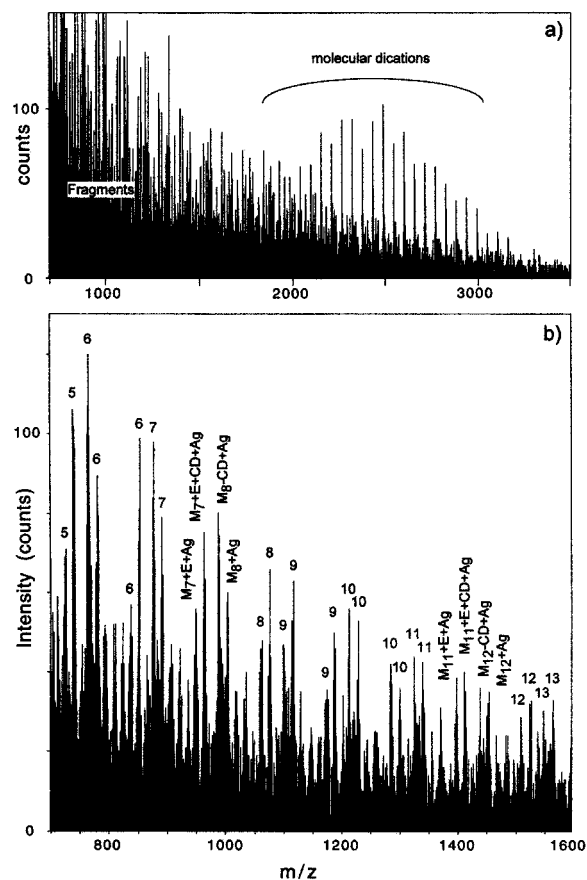 a)
molecular dications
counts
100
Fragments
0
1000
2000
3000
b)
Intensity (counts)
100
0
5
5
6
6
6
6
7
7
M7+E+Ag
M7+E+CD+Ag
M8-CD+Ag
M8+Ag
8
8
9
9
9
9
10
10
10
10
11
11
M11+E+Ag
M11+E+CD+Ag
M12-CD+Ag
M12+Ag
12
12
13
13
800
1000
1200
1400
1600
m/z